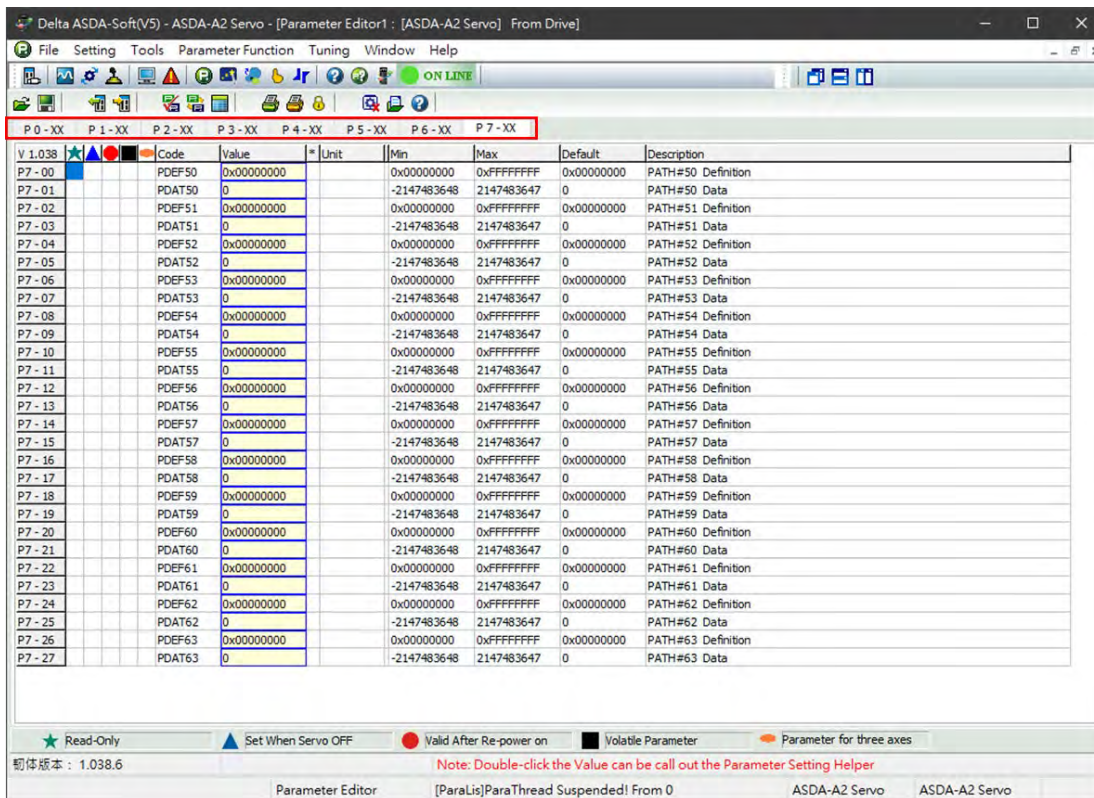 Delta ASDA-Soft(V5) - ASDA-A2 Servo - [Parameter Editor1 : [ASDA-A2 Servo] From Drive]
File Setting Tools Parameter Function Tuning Window Help
ON LINE
P 0 - XX P 1 - XX P 2 - XX P 3 - XX P 4 - XX P 5 - XX P 6 - XX P 7 - XX
V 1.038 Code Value * Unit Min Max Default Description
P7 - 00 PDEF50 0x00000000 0x00000000 0xFFFFFFFF 0x00000000 PATH#50 Definition
P7 - 01 PDAT50 0 -2147483648 2147483647 0 PATH#50 Data
P7 - 02 PDEF51 0x00000000 0x00000000 0xFFFFFFFF 0x00000000 PATH#51 Definition
P7 - 03 PDAT51 0 -2147483648 2147483647 0 PATH#51 Data
P7 - 04 PDEF52 0x00000000 0x00000000 0xFFFFFFFF 0x00000000 PATH#52 Definition
P7 - 05 PDAT52 0 -2147483648 2147483647 0 PATH#52 Data
P7 - 06 PDEF53 0x00000000 0x00000000 0xFFFFFFFF 0x00000000 PATH#53 Definition
P7 - 07 PDAT53 0 -2147483648 2147483647 0 PATH#53 Data
P7 - 08 PDEF54 0x00000000 0x00000000 0xFFFFFFFF 0x00000000 PATH#54 Definition
P7 - 09 PDAT54 0 -2147483648 2147483647 0 PATH#54 Data
P7 - 10 PDEF55 0x00000000 0x00000000 0xFFFFFFFF 0x00000000 PATH#55 Definition
P7 - 11 PDAT55 0 -2147483648 2147483647 0 PATH#55 Data
P7 - 12 PDEF56 0x00000000 0x00000000 0xFFFFFFFF 0x00000000 PATH#56 Definition
P7 - 13 PDAT56 0 -2147483648 2147483647 0 PATH#56 Data
P7 - 14 PDEF57 0x00000000 0x00000000 0xFFFFFFFF 0x00000000 PATH#57 Definition
P7 - 15 PDAT57 0 -2147483648 2147483647 0 PATH#57 Data
P7 - 16 PDEF58 0x00000000 0x00000000 0xFFFFFFFF 0x00000000 PATH#58 Definition
P7 - 17 PDAT58 0 -2147483648 2147483647 0 PATH#58 Data
P7 - 18 PDEF59 0x00000000 0x00000000 0xFFFFFFFF 0x00000000 PATH#59 Definition
P7 - 19 PDAT59 0 -2147483648 2147483647 0 PATH#59 Data
P7 - 20 PDEF60 0x00000000 0x00000000 0xFFFFFFFF 0x00000000 PATH#60 Definition
P7 - 21 PDAT60 0 -2147483648 2147483647 0 PATH#60 Data
P7 - 22 PDEF61 0x00000000 0x00000000 0xFFFFFFFF 0x00000000 PATH#61 Definition
P7 - 23 PDAT61 0 -2147483648 2147483647 0 PATH#61 Data
P7 - 24 PDEF62 0x00000000 0x00000000 0xFFFFFFFF 0x00000000 PATH#62 Definition
P7 - 25 PDAT62 0 -2147483648 2147483647 0 PATH#62 Data
P7 - 26 PDEF63 0x00000000 0x00000000 0xFFFFFFFF 0x00000000 PATH#63 Definition
P7 - 27 PDAT63 0 -2147483648 2147483647 0 PATH#63 Data
Read-Only Set When Servo OFF Valid After Re-power on Volatile Parameter Parameter for three axes
韌体版本： 1.038.6 Note: Double-click the Value can be call out the Parameter Setting Helper
Parameter Editor [ParaLis]ParaThread Suspended! From 0 ASDA-A2 Servo ASDA-A2 Servo